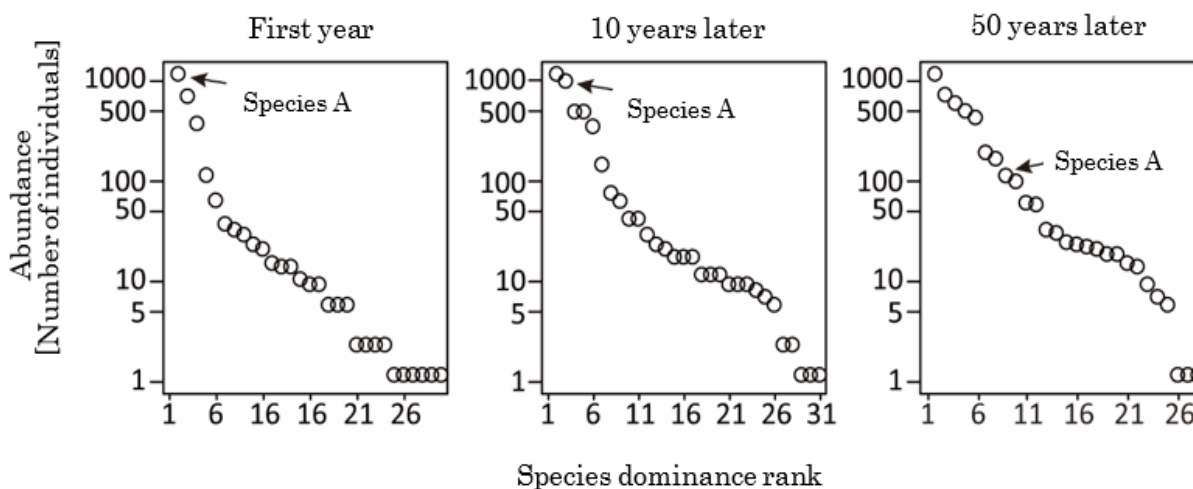 First year
10 years later
50 years later
Abundance
[Number of individuals]
1000
500
100
50
10
5
1
Species A
1 6 16 16 21 26
1000
500
100
50
10
5
1
Species A
1 6 11 16 21 26 31
1000
500
100
50
10
5
1
Species A
1 6 11 16 21 26
Species dominance rank